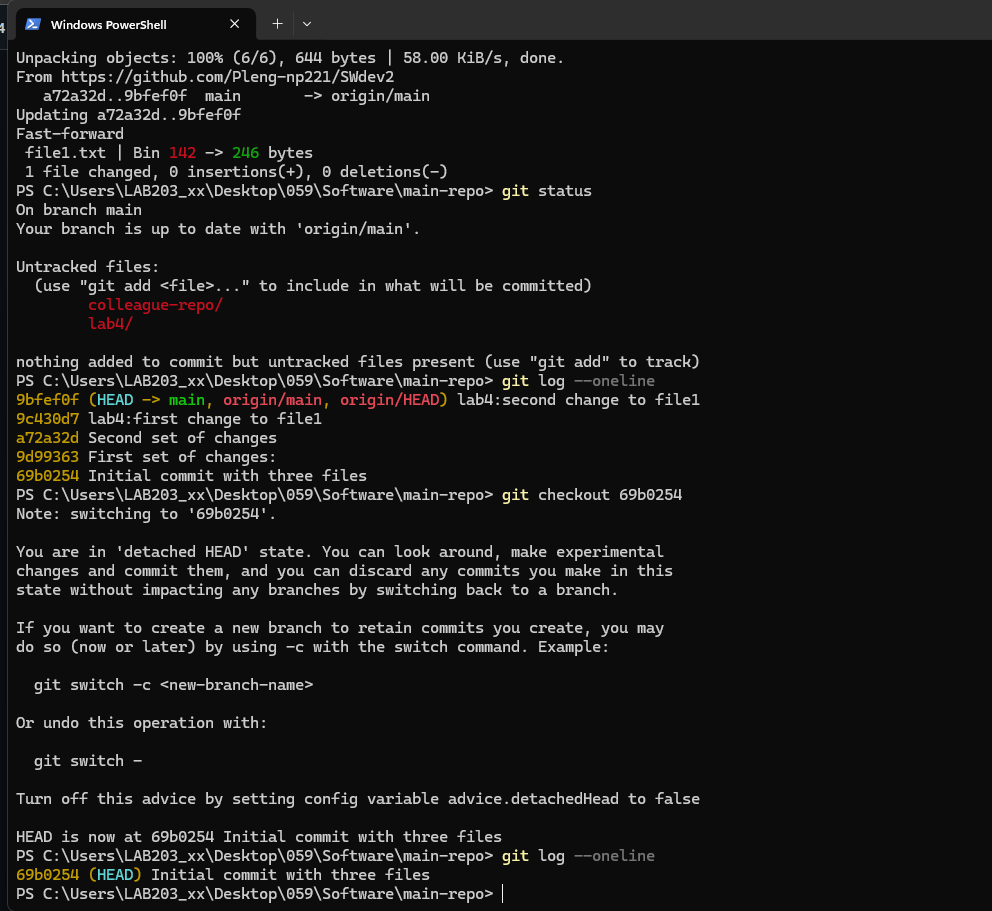 4
Windows PowerShell
Unpacking objects: 100% (6/6), 644 bytes | 58.00 KiB/s, done.
From https://github.com/Pleng-np221/SWdev2
   a72a32d..9bfef0f  main       -> origin/main
Updating a72a32d..9bfef0f
Fast-forward
 file1.txt | Bin 142 -> 246 bytes
 1 file changed, 0 insertions(+), 0 deletions(-)
PS C:\Users\LAB203_xx\Desktop\059\Software\main-repo> git status
On branch main
Your branch is up to date with 'origin/main'.

Untracked files:
  (use "git add <file>..." to include in what will be committed)
        colleague-repo/
        lab4/

nothing added to commit but untracked files present (use "git add" to track)
PS C:\Users\LAB203_xx\Desktop\059\Software\main-repo> git log --oneline
9bfef0f (HEAD -> main, origin/main, origin/HEAD) lab4:second change to file1
9c430d7 lab4:first change to file1
a72a32d Second set of changes
9d99363 First set of changes:
69b0254 Initial commit with three files
PS C:\Users\LAB203_xx\Desktop\059\Software\main-repo> git checkout 69b0254
Note: switching to '69b0254'.

You are in 'detached HEAD' state. You can look around, make experimental
changes and commit them, and you can discard any commits you make in this
state without impacting any branches by switching back to a branch.

If you want to create a new branch to retain commits you create, you may
do so (now or later) by using -c with the switch command. Example:

  git switch -c <new-branch-name>

Or undo this operation with:

  git switch -

Turn off this advice by setting config variable advice.detachedHead to false

HEAD is now at 69b0254 Initial commit with three files
PS C:\Users\LAB203_xx\Desktop\059\Software\main-repo> git log --oneline
69b0254 (HEAD) Initial commit with three files
PS C:\Users\LAB203_xx\Desktop\059\Software\main-repo>